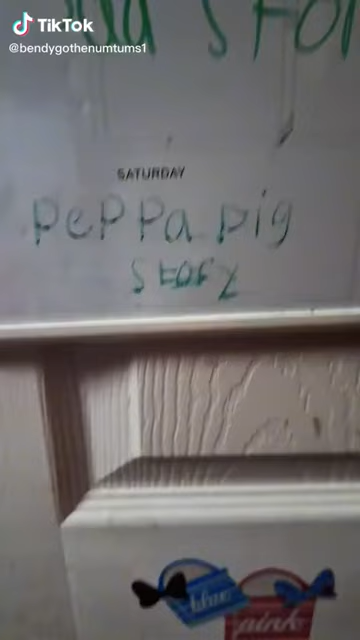 TikTok
@bendygothenumtums1
SATURDAY
PePPa pig
StorY
blue
pink